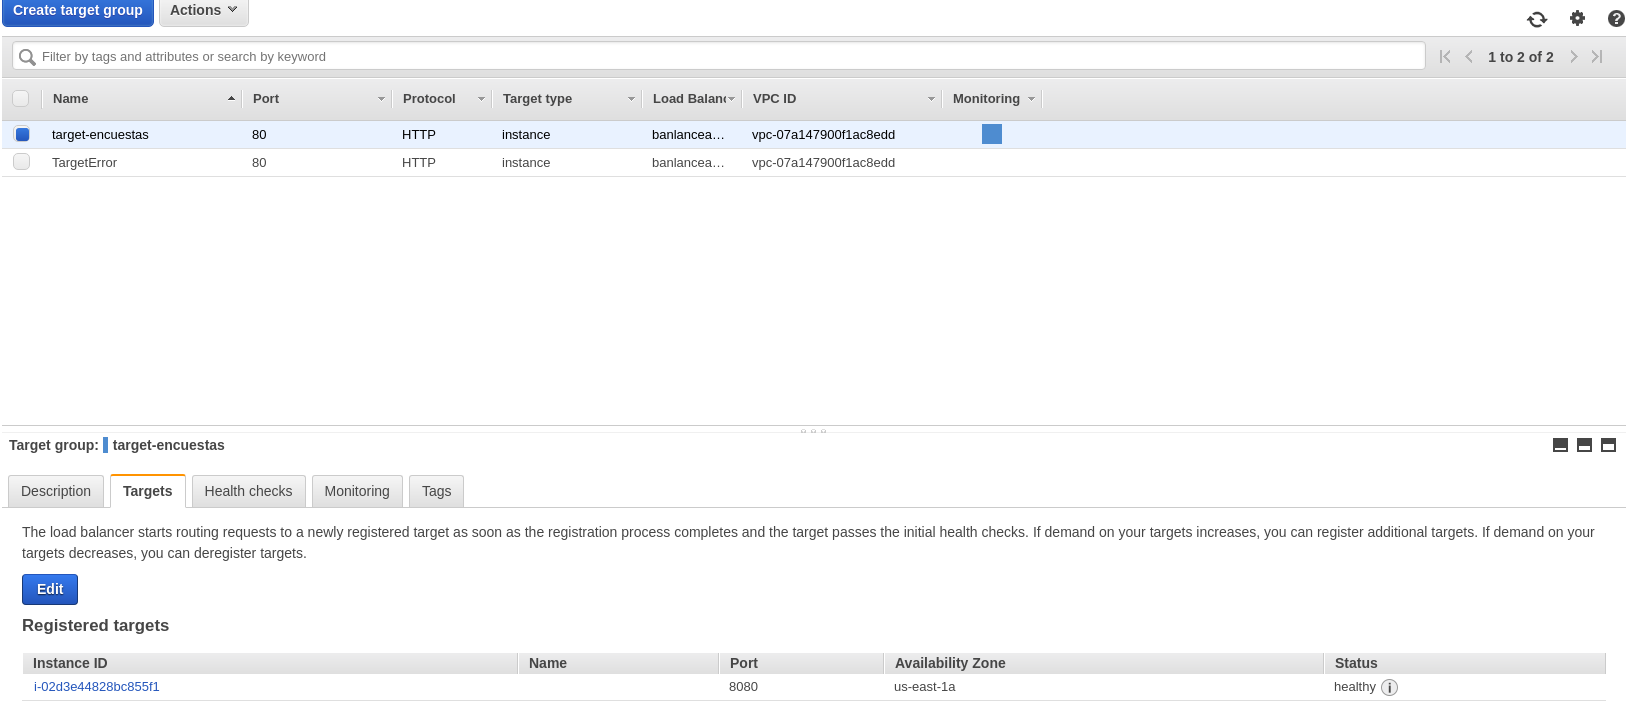 Create target group Actions
Filter by tags and attributes or search by keyword 1 to 2 of 2
Name Port Protocol Target type Load Balanc VPC ID Monitoring
target-encuestas 80 HTTP instance banlancea… vpc-07a147900f1ac8edd
TargetError 80 HTTP instance banlancea… vpc-07a147900f1ac8edd
Target group: target-encuestas
Description Targets Health checks Monitoring Tags
The load balancer starts routing requests to a newly registered target as soon as the registration process completes and the target passes the initial health checks. If demand on your targets increases, you can register additional targets. If demand on your
targets decreases, you can deregister targets.
Edit
Registered targets
Instance ID Name Port Availability Zone Status
i-02d3e44828bc855f1 8080 us-east-1a healthy